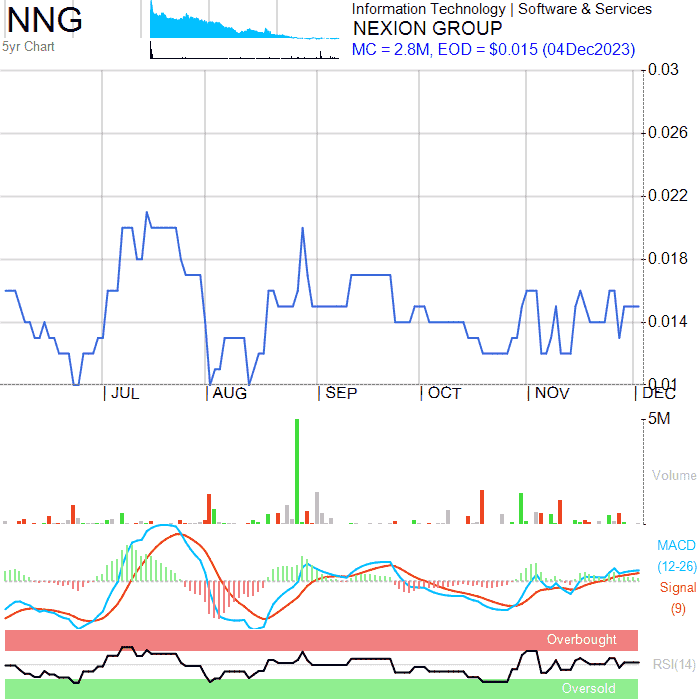 NNG
5yr Chart
Information Technology | Software & Services
NEXION GROUP
MC = 2.8M, EOD = $0.015 (04Dec2023)
0.03
0.026
0.022
0.018
0.014
0.01
JUL
AUG
SEP
OCT
NOV
DEC
5M
Volume
MACD
(12-26)
Signal
(9)
Overbought
RSI(14)
Oversold